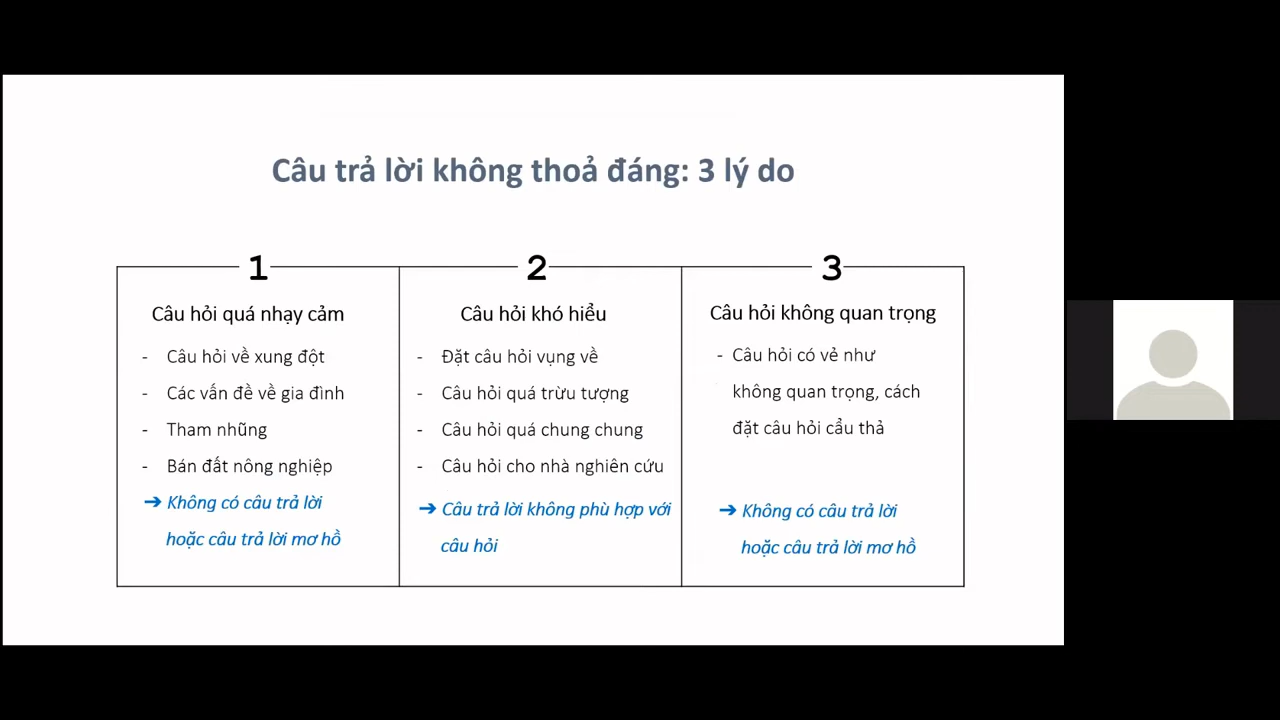 Câu trả lời không thoả đáng: 3 lý do
1
Câu hỏi quá nhạy cảm
- Câu hỏi về xung đột
- Các vấn đề về gia đình
- Tham nhũng
- Bán đất nông nghiệp
➔ Không có câu trả lời
hoặc câu trả lời mơ hồ
2
Câu hỏi khó hiểu
- Đặt câu hỏi vụng về
- Câu hỏi quá trừu tượng
- Câu hỏi quá chung chung
- Câu hỏi cho nhà nghiên cứu
➔ Câu trả lời không phù hợp với
câu hỏi
3
Câu hỏi không quan trọng
- Câu hỏi có vẻ như
không quan trọng, cách
đặt câu hỏi cẩu thả
➔ Không có câu trả lời
hoặc câu trả lời mơ hồ